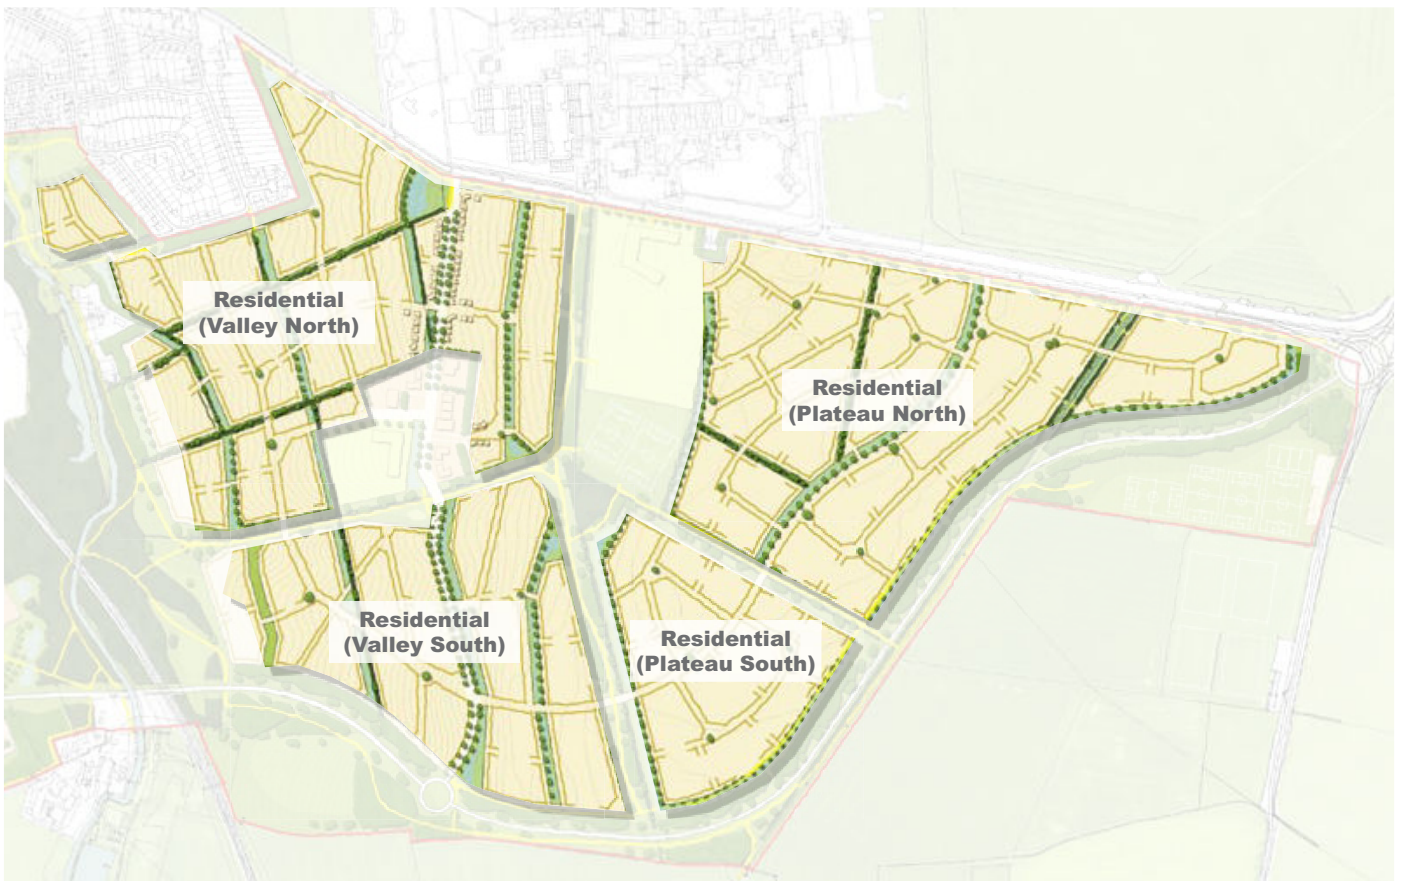 Residential
(Valley North)
Residential
(Plateau North)
Residential
(Valley South)
Residential
(Plateau South)